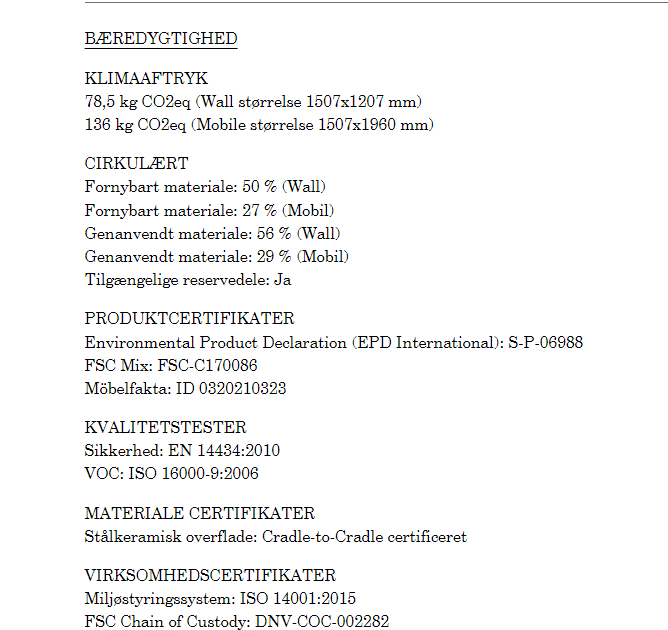 BÆREDYGTIGHED
KLIMAAFTRYK
78,5 kg CO2eq (Wall størrelse 1507x1207 mm)
136 kg CO2eq (Mobile størrelse 1507x1960 mm)
CIRKULÆRT
Fornybart materiale: 50 % (Wall)
Fornybart materiale: 27 % (Mobil)
Genanvendt materiale: 56 % (Wall)
Genanvendt materiale: 29 % (Mobil)
Tilgængelige reservedele: Ja
PRODUKTCERTIFIKATER
Environmental Product Declaration (EPD International): S-P-06988
FSC Mix: FSC-C170086
Möbelfakta: ID 0320210323
KVALITETSTESTER
Sikkerhed: EN 14434:2010
VOC: ISO 16000-9:2006
MATERIALE CERTIFIKATER
Stålkeramisk overflade: Cradle-to-Cradle certificeret
VIRKSOMHEDSCERTIFIKATER
Miljøstyringssystem: ISO 14001:2015
FSC Chain of Custody: DNV-COC-002282